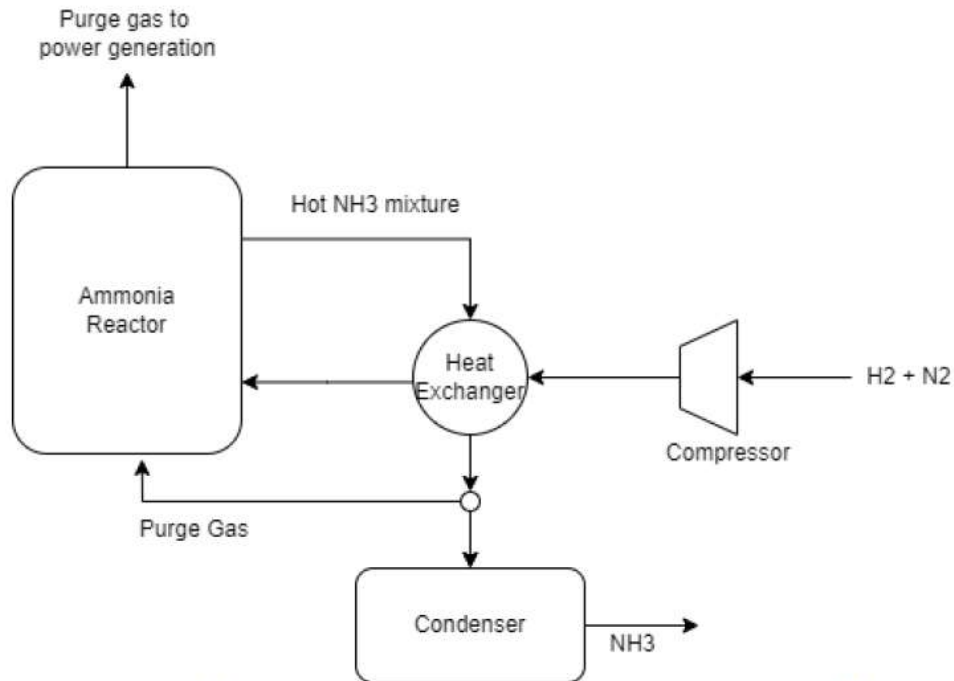 Purge gas to
power generation
Hot NH3 mixture
Ammonia
Reactor
Heat
Exchanger
H2 + N2
Compressor
Purge Gas
Condenser
NH3